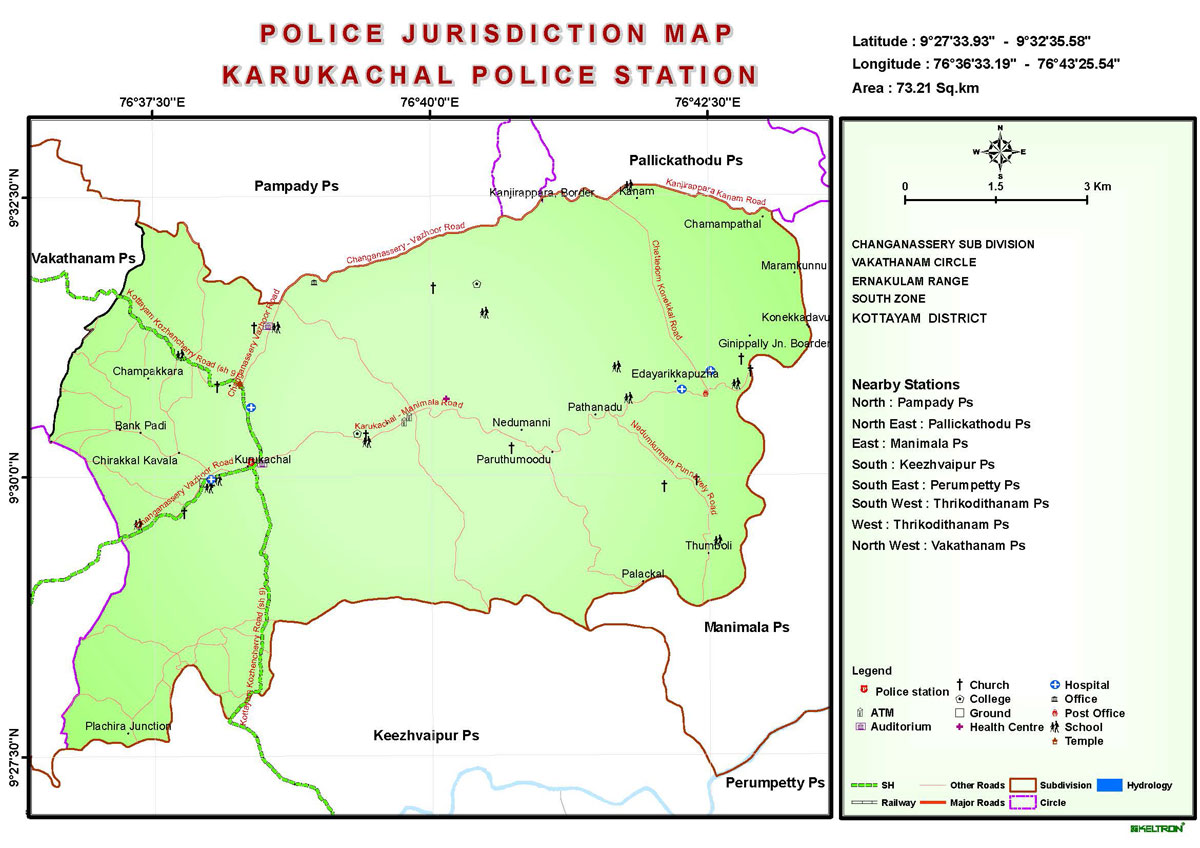 POLICE JURISDICTION MAP
KARUKACHAL POLICE STATION
Latitude : 9°27'33.93" - 9°32'35.58"
Longitude : 76°36'33.19" - 76°43'25.54"
Area : 73.21 Sq.km
76°37'30"E
76°40'0"E
76°42'30"E
9°32'30"N
9°30'0"N
9°27'30"N
Pampady Ps
Pallickathodu Ps
Kanjirappara, Border
Kanam
Kanjirappara Kanam Road
Chamampathal
Vakathanam Ps
Changanassery - Vazhoor Road
Maramkunnu
Kottayam Kozhencherry Road (sh 9)
Changanassery Vazhoor Road
Konekkadavu
Ginippally Jn. Boarder
Champakkara
Edayarikkapuzha
Karukachal - Manimala Road
Pathanadu
Bank Padi
Nedumanni
Chirakkal Kavala
Karukachal
Paruthumoodu
Changanassery Vazhoor Road
Thumboli
Palackal
Kottayam Kozhencherry Road (sh 9)
Manimala Ps
Plachira Junction
Keezhvaipur Ps
Perumpetty Ps
N
W
E
S
0
1.5
3 Km
CHANGANASSERY SUB DIVISION
VAKATHANAM CIRCLE
ERNAKULAM RANGE
SOUTH ZONE
KOTTAYAM DISTRICT
Nearby Stations
North : Pampady Ps
North East : Pallickathodu Ps
East : Manimala Ps
South : Keezhvaipur Ps
South East : Perumpetty Ps
South West : Thrikodithanam Ps
West : Thrikodithanam Ps
North West : Vakathanam Ps
Legend
Police station
ATM
Auditorium
Church
College
Ground
Health Centre
Hospital
Office
Post Office
School
Temple
SH
Railway
Other Roads
Major Roads
Subdivision
Circle
Hydrology
KELTRON